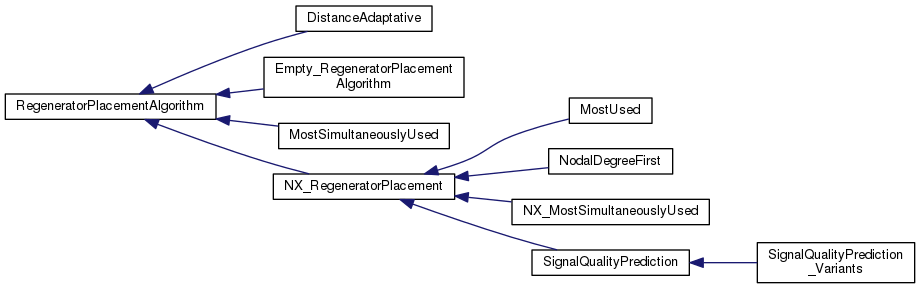 DistanceAdaptative
Empty_RegeneratorPlacement
Algorithm
RegeneratorPlacementAlgorithm
MostSimultaneouslyUsed
MostUsed
NodalDegreeFirst
NX_RegeneratorPlacement
NX_MostSimultaneouslyUsed
SignalQualityPrediction
SignalQualityPrediction
_Variants